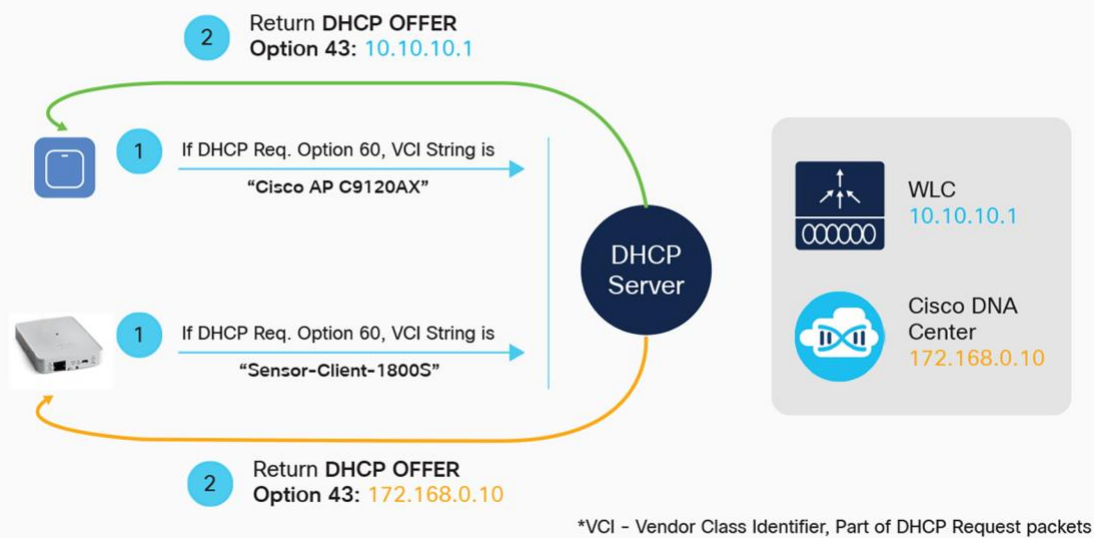 2
Return DHCP OFFER
Option 43: 10.10.10.1
1
If DHCP Req. Option 60, VCI String is
“Cisco AP C9120AX”
DHCP
Server
1
If DHCP Req. Option 60, VCI String is
“Sensor-Client-1800S”
2
Return DHCP OFFER
Option 43: 172.168.0.10
WLC
10.10.10.1
Cisco DNA
Center
172.168.0.10
*VCI - Vendor Class Identifier, Part of DHCP Request packets